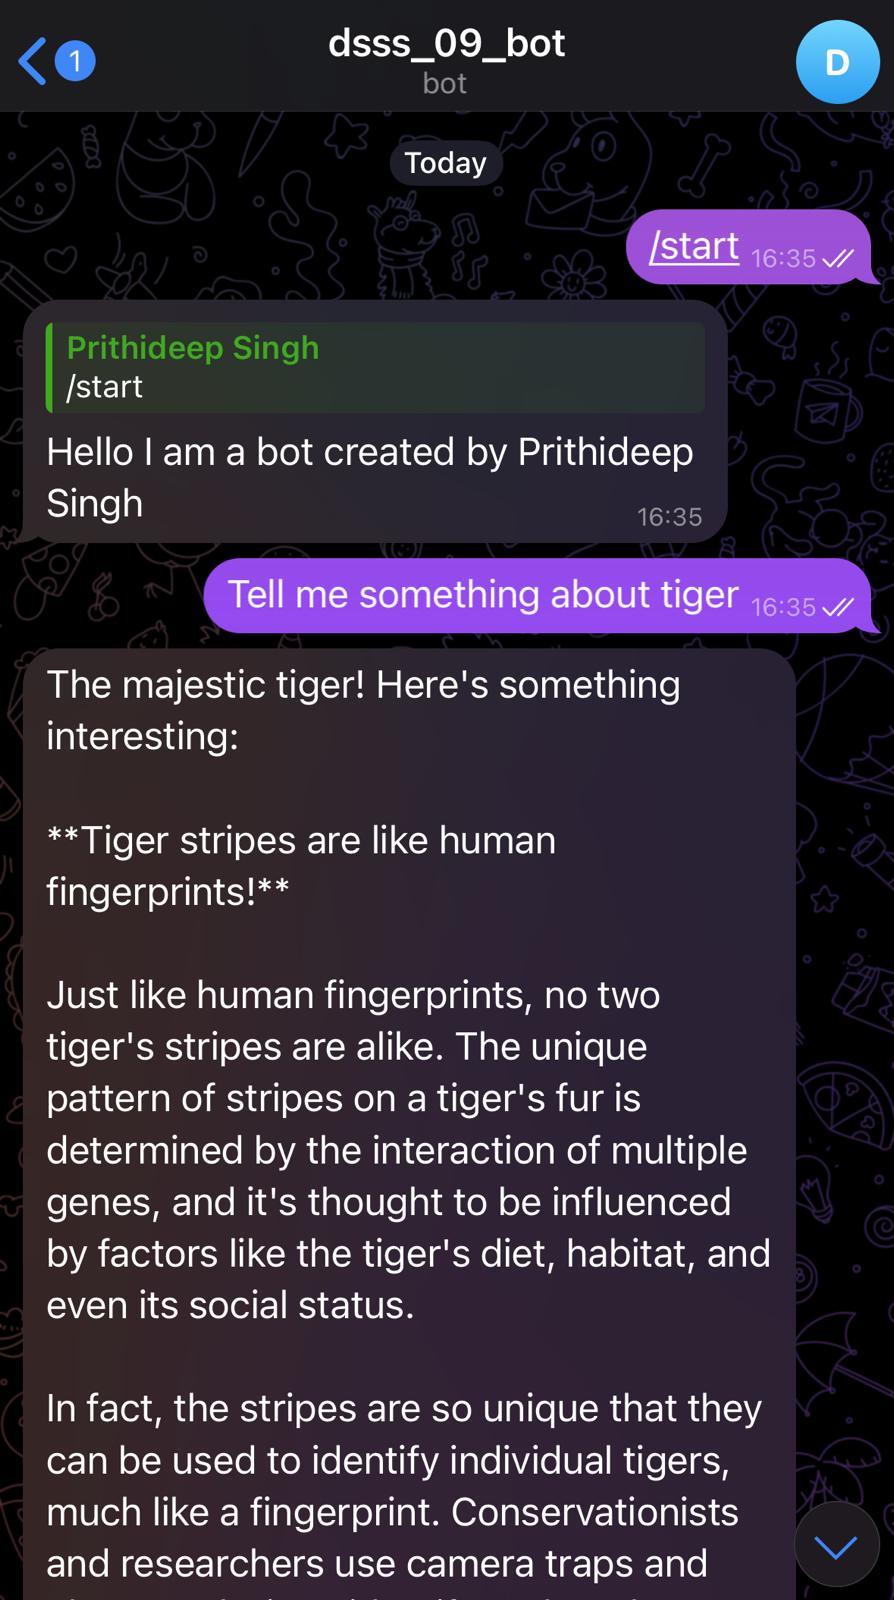 1
dsss_09_bot
bot
D
Today
/start 16:35
Prithideep Singh
/start
Hello I am a bot created by Prithideep
Singh
16:35
Tell me something about tiger 16:35
The majestic tiger! Here's something
interesting:
**Tiger stripes are like human
fingerprints!**
Just like human fingerprints, no two
tiger's stripes are alike. The unique
pattern of stripes on a tiger's fur is
determined by the interaction of multiple
genes, and it's thought to be influenced
by factors like the tiger's diet, habitat, and
even its social status.
In fact, the stripes are so unique that they
can be used to identify individual tigers,
much like a fingerprint. Conservationists
and researchers use camera traps and